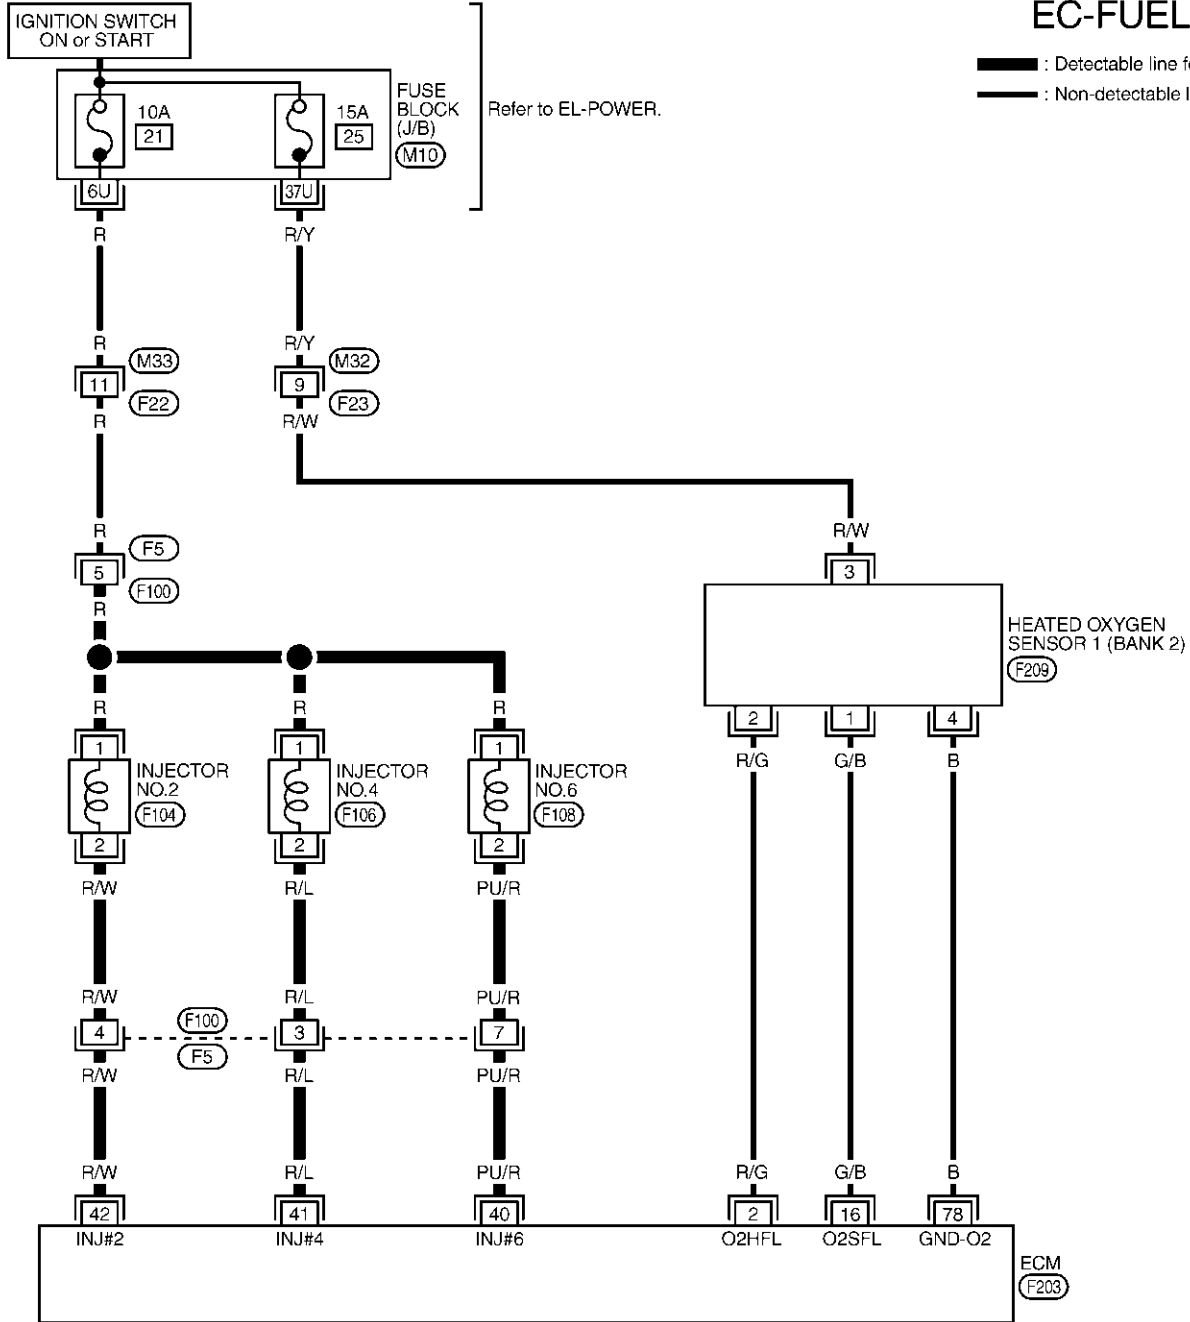 IGNITION SWITCH
ON or START
EC-FUEL
: Detectable line f
: Non-detectable l
FUSE
BLOCK
(J/B)
M10
Refer to EL-POWER.
10A
21
15A
25
6U
37U
R
R/Y
R
R/Y
M33
M32
11
9
F22
F23
R
R/W
R
R/W
F5
5
3
F100
R
HEATED OXYGEN
SENSOR 1 (BANK 2)
F209
R
R
R
2
1
4
1
1
1
R/G
G/B
B
INJECTOR
NO.2
F104
INJECTOR
NO.4
F106
INJECTOR
NO.6
F108
2
2
2
R/W
R/L
PU/R
R/W
R/L
PU/R
F100
4
3
7
F5
R/W
R/L
PU/R
R/W
R/L
PU/R
R/G
G/B
B
42
41
40
2
16
78
INJ#2
INJ#4
INJ#6
O2HFL
O2SFL
GND-O2
ECM
F203